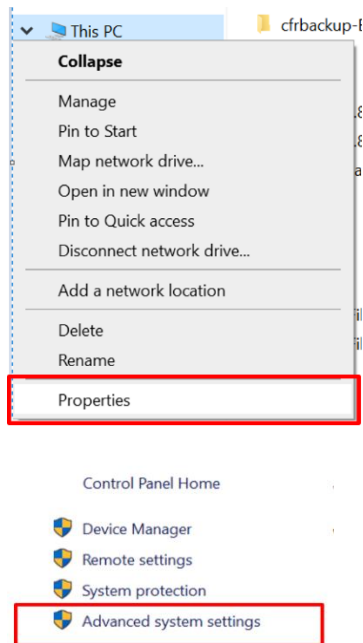 This PC
cfrbackup-
Collapse
Manage
Pin to Start
Map network drive...
Open in new window
Pin to Quick access
Disconnect network drive...
Add a network location
Delete
Rename
Properties
Control Panel Home
Device Manager
Remote settings
System protection
Advanced system settings